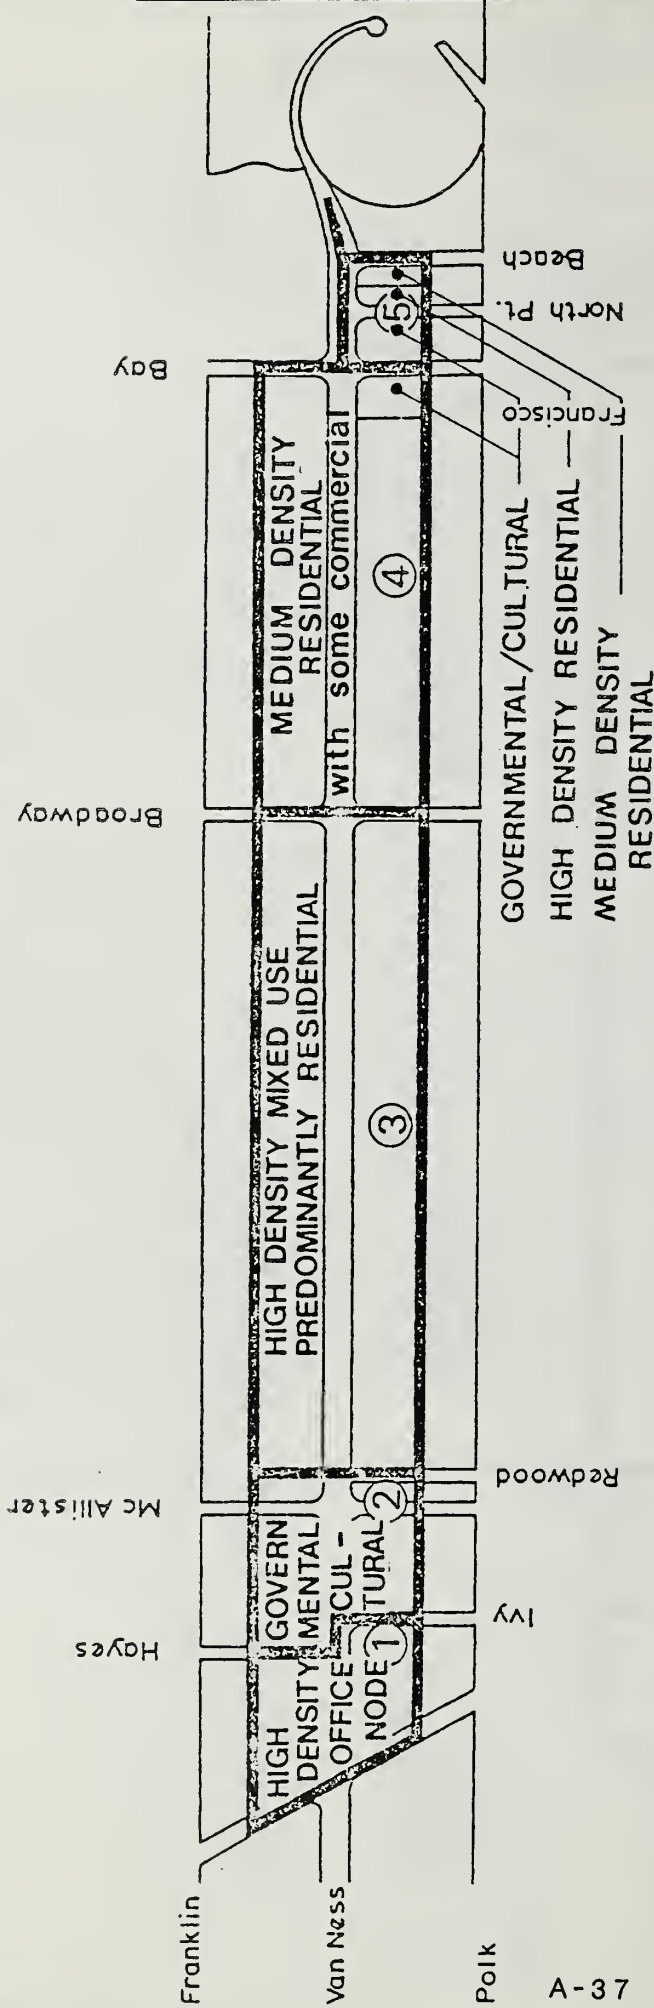 Franklin
Van Ness
Polk
Hayes
Mc Allister
Broadway
Bay
Ivy
Redwood
Francisco
North Pt.
Beach
HIGH
DENSITY
OFFICE
NODE
1
GOVERN
MENTAL
CUL-
TURAL
2
HIGH DENSITY MIXED USE
PREDOMINANTLY RESIDENTIAL
3
MEDIUM DENSITY
RESIDENTIAL
with some commercial
4
5
GOVERNMENTAL/CULTURAL
HIGH DENSITY RESIDENTIAL
MEDIUM DENSITY
RESIDENTIAL
A-37